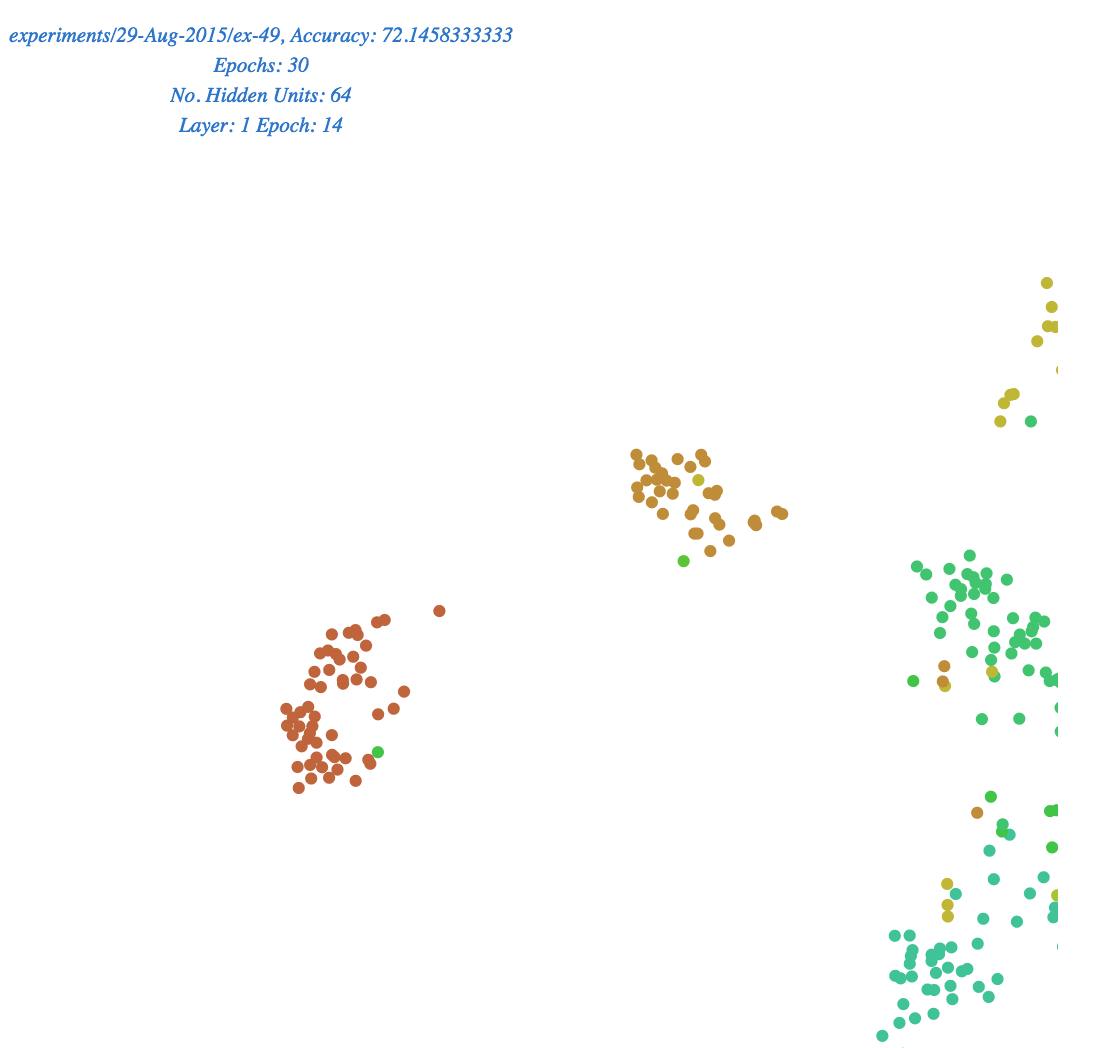 experiments/29-Aug-2015/ex-49, Accuracy: 72.1458333333
Epochs: 30
No. Hidden Units: 64
Layer: 1 Epoch: 14